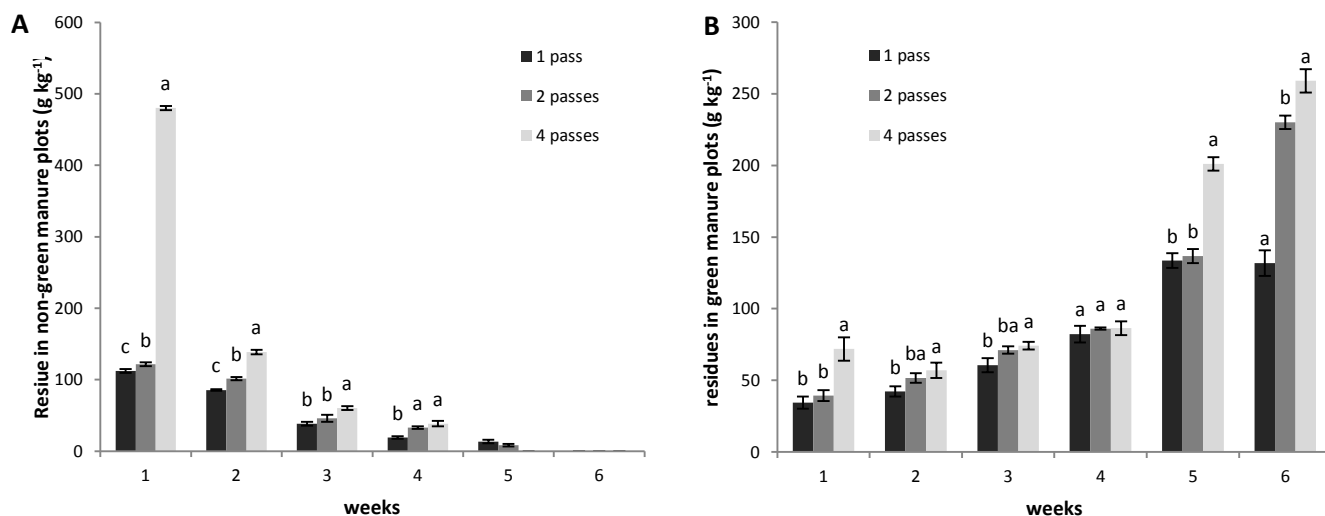 A
Resiue in non-green manure plots (g kg⁻¹,
600
500
400
300
200
100
0
1 pass
2 passes
4 passes
c b a
c b a
b b a
b a a
1 2 3 4 5 6
weeks
B
residues in green manure plots (g kg⁻¹)
300
250
200
150
100
50
0
1 pass
2 passes
4 passes
b b a
b ba a
b ba a
a a a
b b a
a b a
1 2 3 4 5 6
weeks